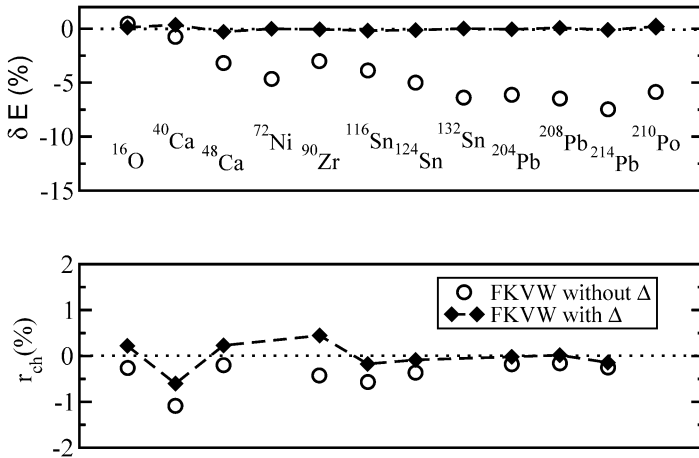 0
-5
-10
-15
δ E (%)
¹⁶O
⁴⁰Ca
⁴⁸Ca
⁷²Ni
⁹⁰Zr
¹¹⁶Sn
¹²⁴Sn
¹³²Sn
²⁰⁴Pb
²⁰⁸Pb
²¹⁴Pb
²¹⁰Po
2
1
0
-1
-2
r_ch(%)
FKVW without Δ
FKVW with Δ